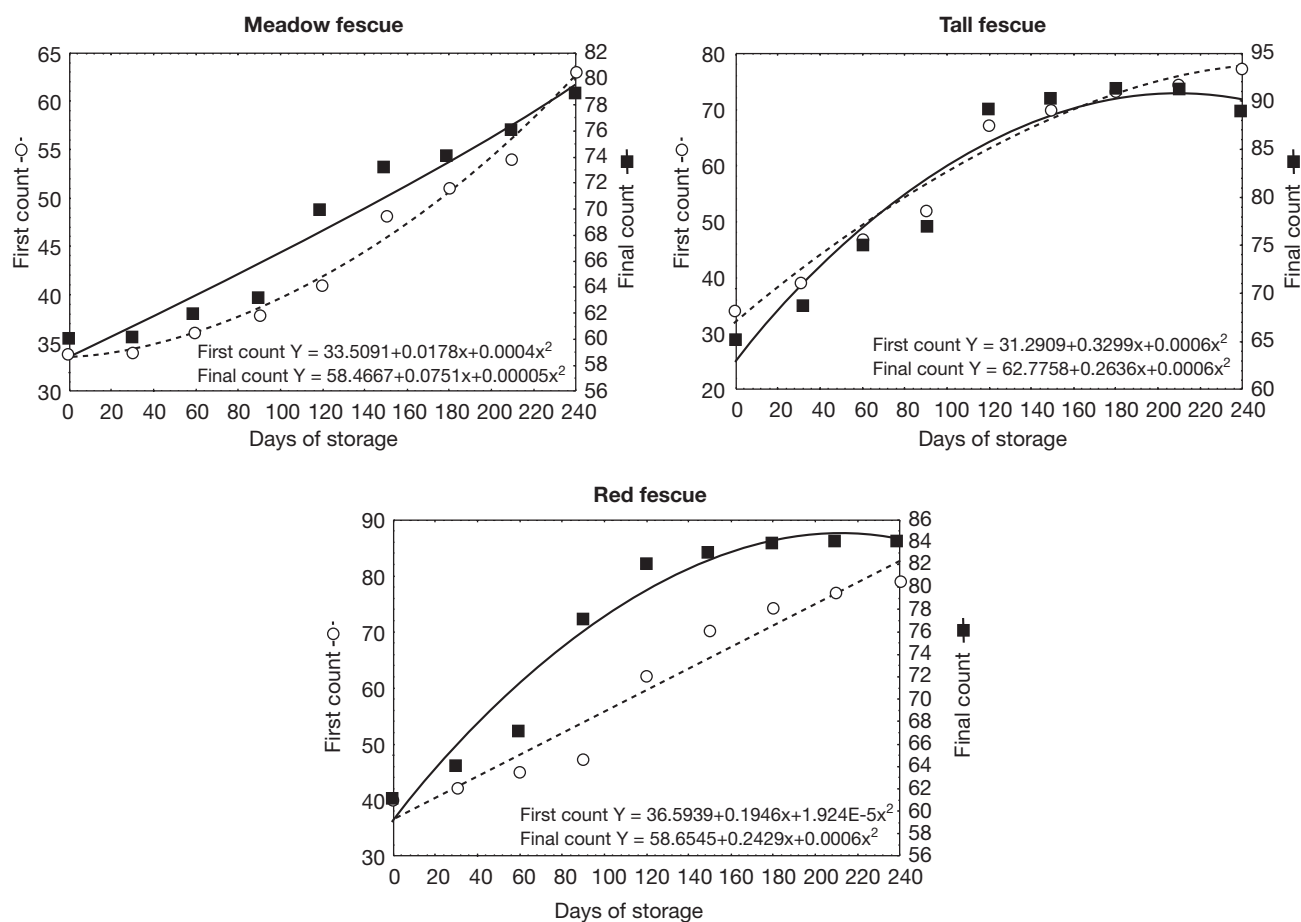 Meadow fescue
65
60
55
50
45
40
35
30
First count -○-
82
80
78
76
74
72
70
68
66
64
62
60
58
56
Final count -■-
First count Y = 33.5091+0.0178x+0.0004x²
Final count Y = 58.4667+0.0751x+0.00005x²
0 20 40 60 80 100 120 140 160 180 200 220 240
Days of storage
Tall fescue
80
70
60
50
40
30
20
First count -○-
95
90
85
80
75
70
65
60
Final count -■-
First count Y = 31.2909+0.3299x+0.0006x²
Final count Y = 62.7758+0.2636x+0.0006x²
0 20 40 60 80 100 120 140 160 180 200 220 240
Days of storage
Red fescue
90
80
70
60
50
40
30
First count -○-
86
84
82
80
78
76
74
72
70
68
66
64
62
60
58
56
Final count -■-
First count Y = 36.5939+0.1946x+1.924E-5x²
Final count Y = 58.6545+0.2429x+0.0006x²
0 20 40 60 80 100 120 140 160 180 200 220 240
Days of storage